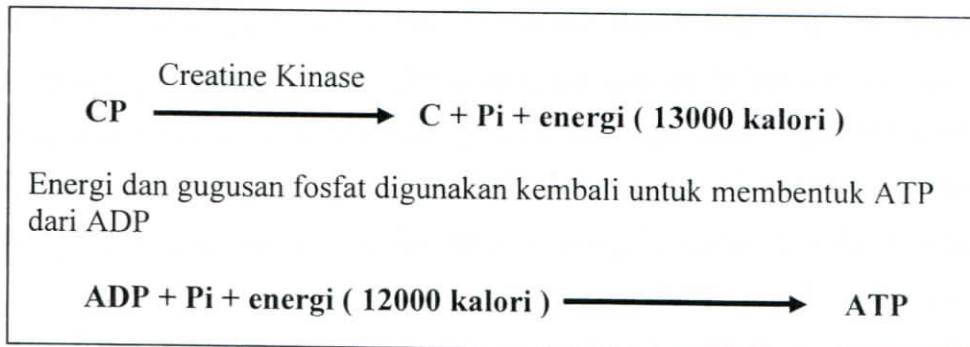 Creatine Kinase
CP → C + Pi + energi ( 13000 kalori )
Energi dan gugusan fosfat digunakan kembali untuk membentuk ATP
dari ADP
ADP + Pi + energi ( 12000 kalori ) → ATP